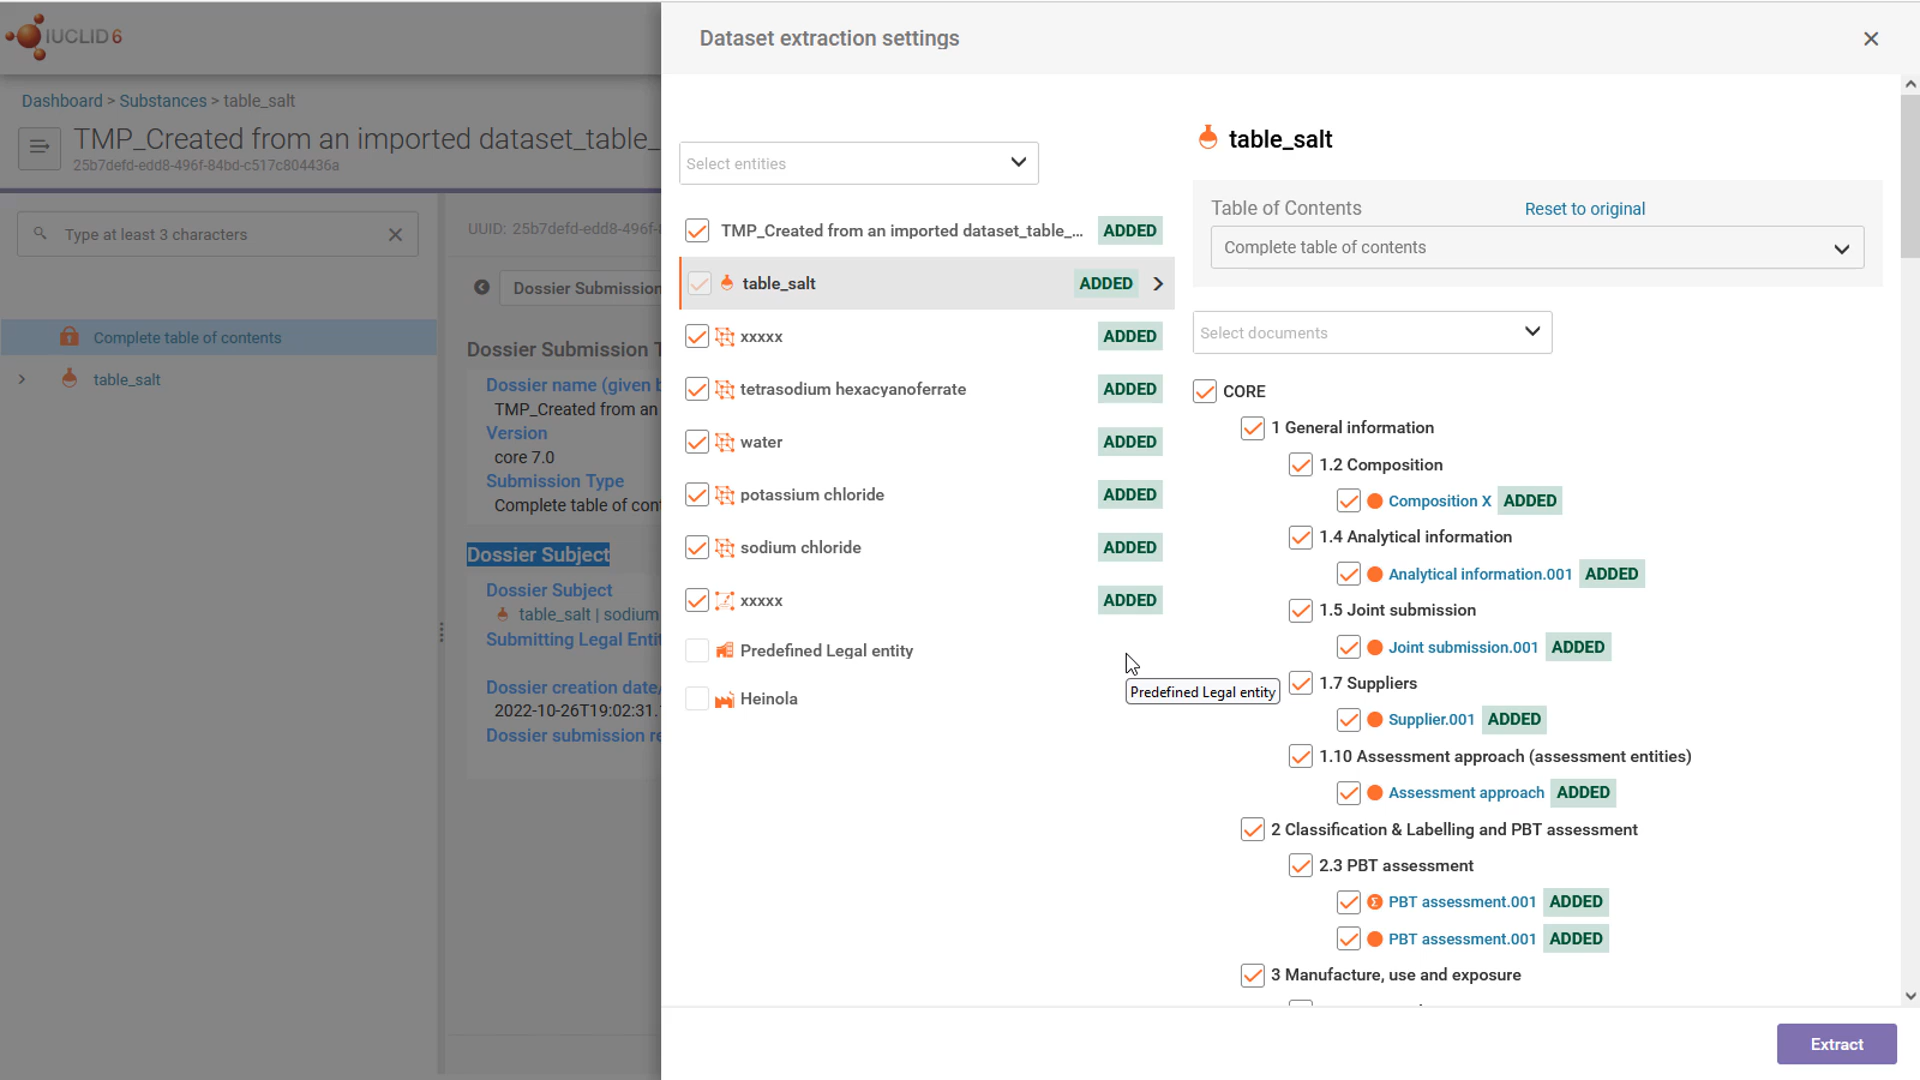 IUCLID 6
Dashboard > Substances > table_salt
TMP_Created from an imported dataset_table_
25b7defd-edd8-496f-84bd-c517c804436a
Type at least 3 characters
Complete table of contents
table_salt
UUID: 25b7defd-edd8-496f-
Dossier Submission
Dossier Submission T
Dossier name (given b
TMP_Created from an
Version
core 7.0
Submission Type
Complete table of cont
Dossier Subject
Dossier Subject
table_salt | sodium
Submitting Legal Entit
Dossier creation date/
2022-10-26T19:02:31.
Dossier submission re
Dataset extraction settings
Select entities
TMP_Created from an imported dataset_table_... ADDED
table_salt ADDED
xxxxx ADDED
tetrasodium hexacyanoferrate ADDED
water ADDED
potassium chloride ADDED
sodium chloride ADDED
xxxxx ADDED
Predefined Legal entity
Heinola
Predefined Legal entity
table_salt
Table of Contents Reset to original
Complete table of contents
Select documents
CORE
1 General information
1.2 Composition
Composition X ADDED
1.4 Analytical information
Analytical information.001 ADDED
1.5 Joint submission
Joint submission.001 ADDED
1.7 Suppliers
Supplier.001 ADDED
1.10 Assessment approach (assessment entities)
Assessment approach ADDED
2 Classification & Labelling and PBT assessment
2.3 PBT assessment
PBT assessment.001 ADDED
PBT assessment.001 ADDED
3 Manufacture, use and exposure
Extract